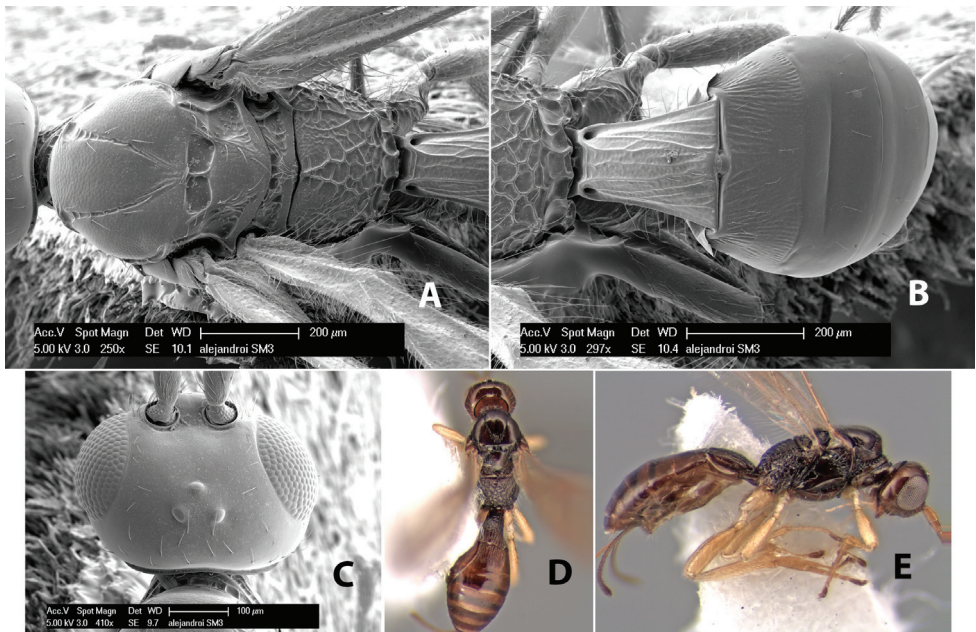 A
Acc.V Spot Magn Det WD 200 µm
5.00 kV 3.0 250x SE 10.1 alejandroi SM3
B
Acc.V Spot Magn Det WD 200 µm
5.00 kV 3.0 297x SE 10.4 alejandroi SM3
C
Acc.V Spot Magn Det WD 100 µm
5.00 kV 3.0 410x SE 9.7 alejandroi SM3
D
E